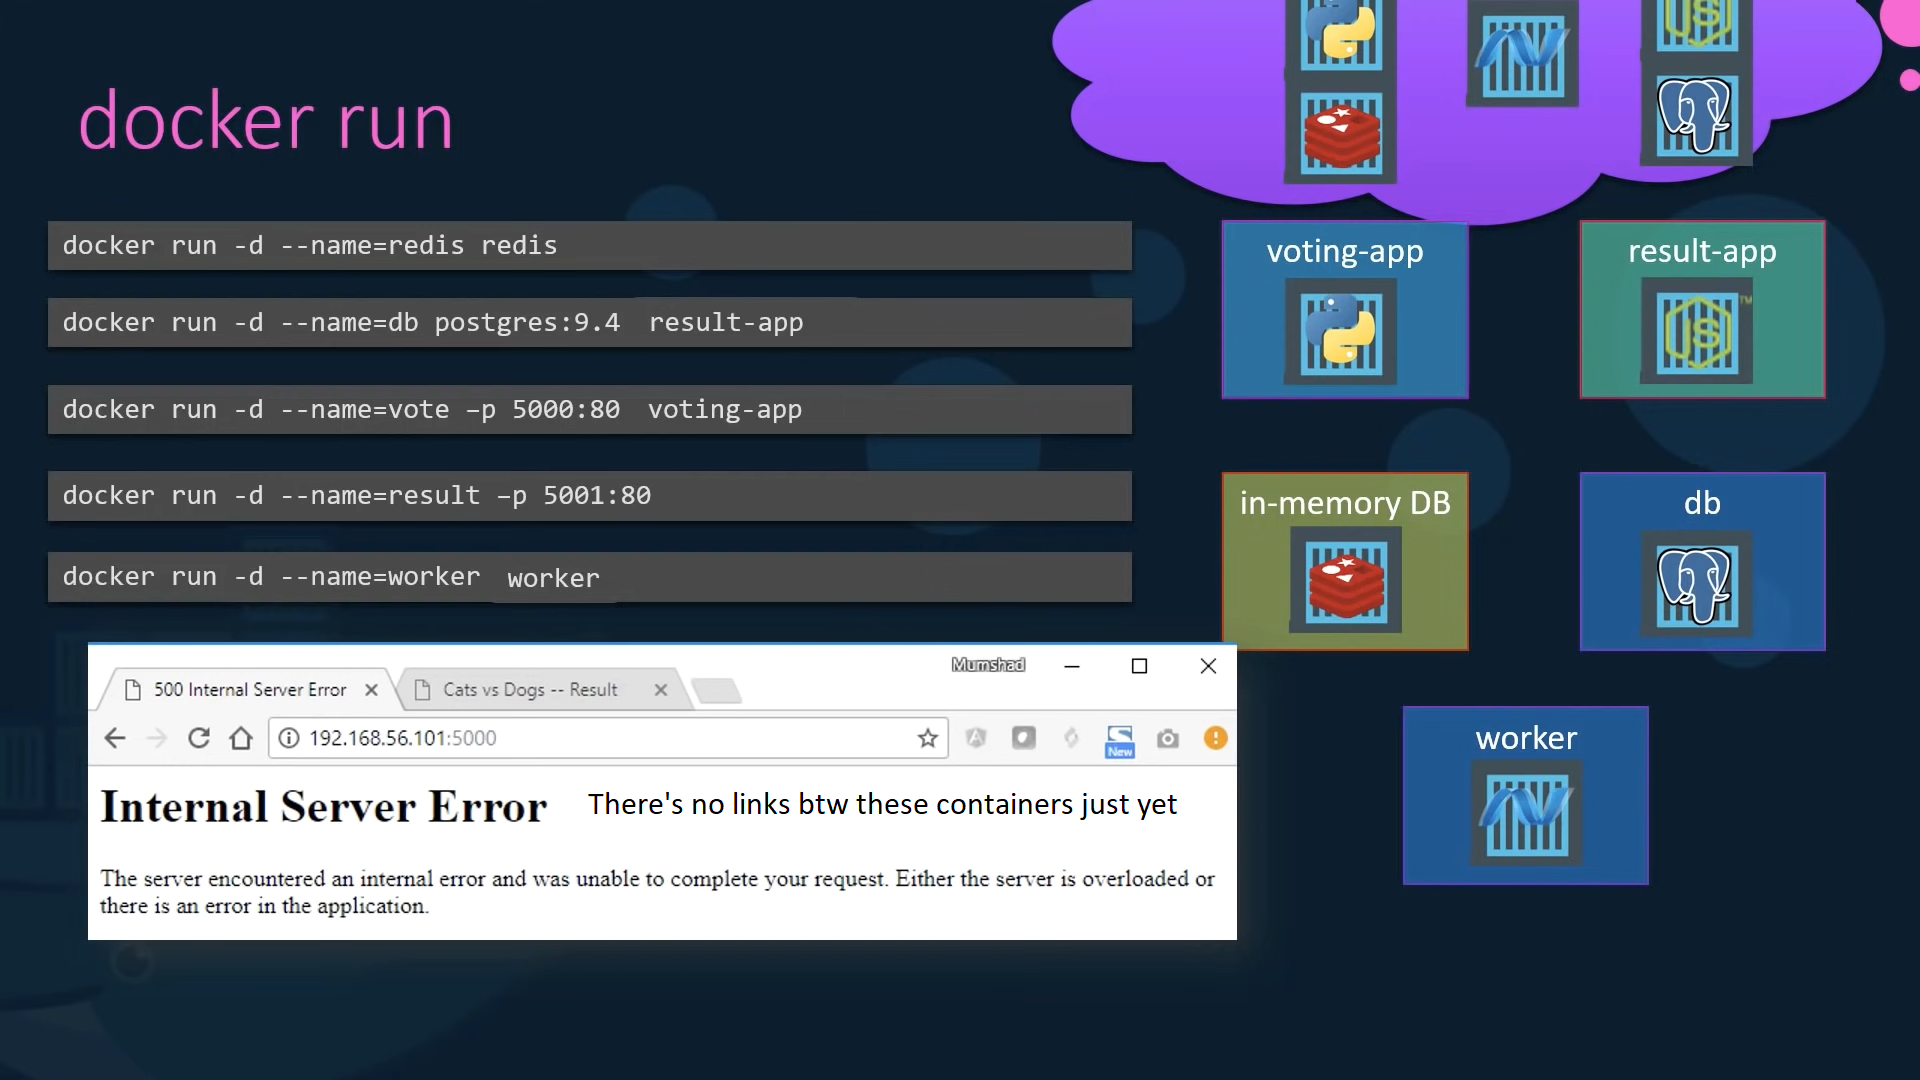 docker run
docker run -d --name=redis redis
docker run -d --name=db postgres:9.4 result-app
docker run -d --name=vote –p 5000:80 voting-app
docker run -d --name=result –p 5001:80
docker run -d --name=worker worker
JS
voting-app
result-app
JS
TM
in-memory DB
db
worker
Mumshad
500 Internal Server Error
Cats vs Dogs -- Result
192.168.56.101:5000
New
Internal Server Error
There's no links btw these containers just yet
The server encountered an internal error and was unable to complete your request. Either the server is overloaded or
there is an error in the application.